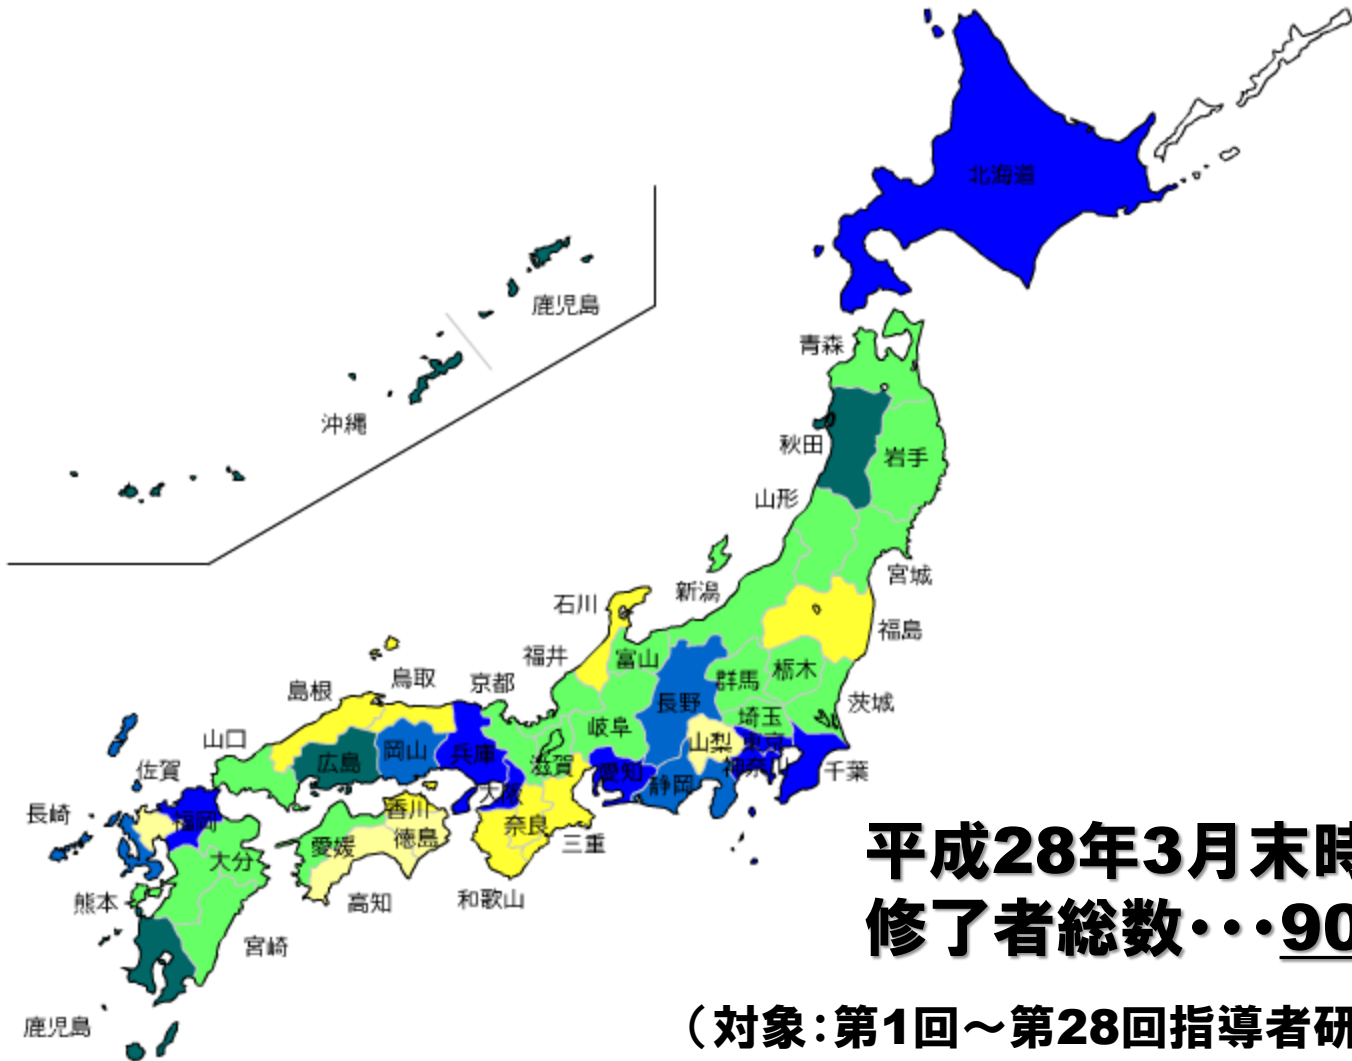 北海道
鹿児島
青森
沖縄
秋田
岩手
山形
宮城
新潟
石川
福島
福井
富山
栃木
群馬
鳥取
京都
島根
長野
茨城
埼玉
岐阜
山口
山梨
東京
岡山
兵庫
広島
滋賀
佐賀
愛知
神奈川
千葉
静岡
大阪
長崎
香川
福岡
奈良
徳島
三重
愛媛
大分
和歌山
熊本
高知
宮崎
鹿児島
平成28年3月末時
修了者総数・・・90
（対象：第1回～第28回指導者研